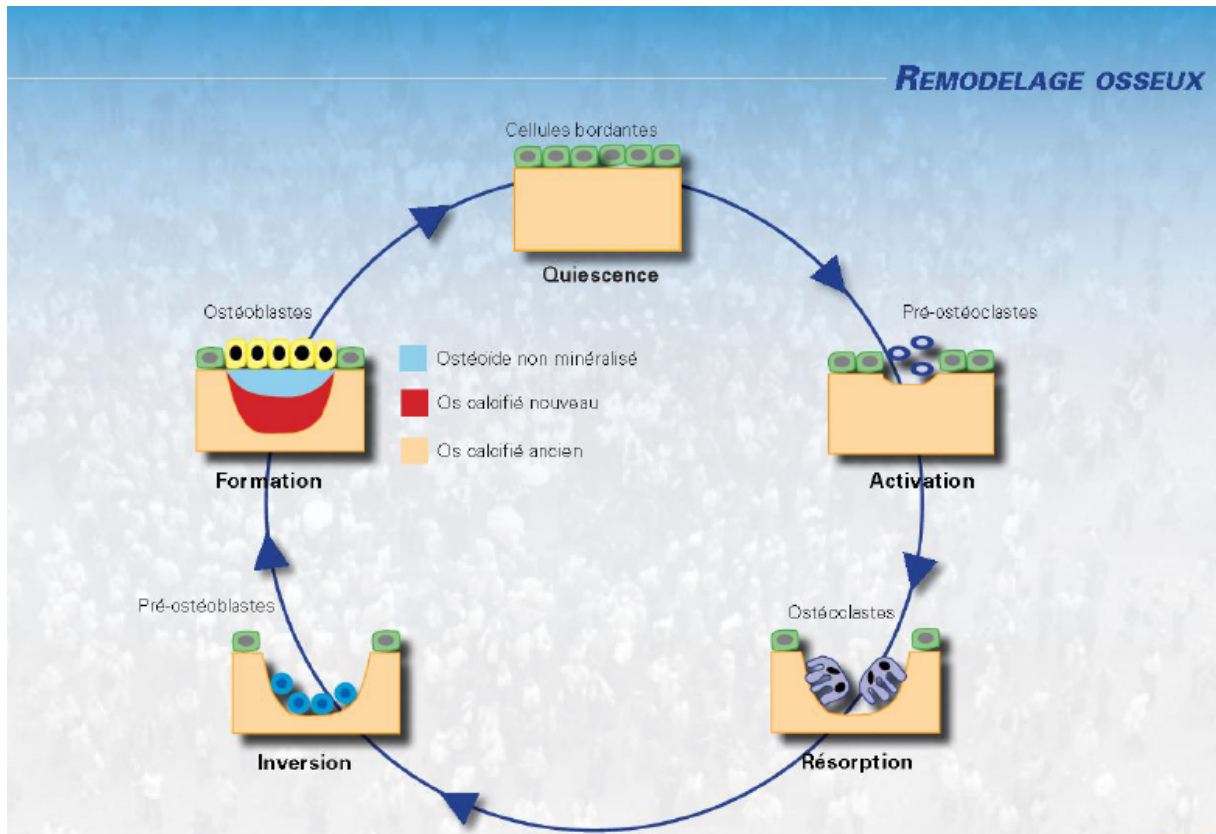 REMODELAGE OSSEUX
Cellules bordantes
Quiescence
Pré-ostéoclastes
Activation
Ostéoclastes
Résorption
Pré-ostéoblastes
Inversion
Ostéoblastes
Formation
Ostéoïde non minéralisé
Os calcifié nouveau
Os calcifié ancien